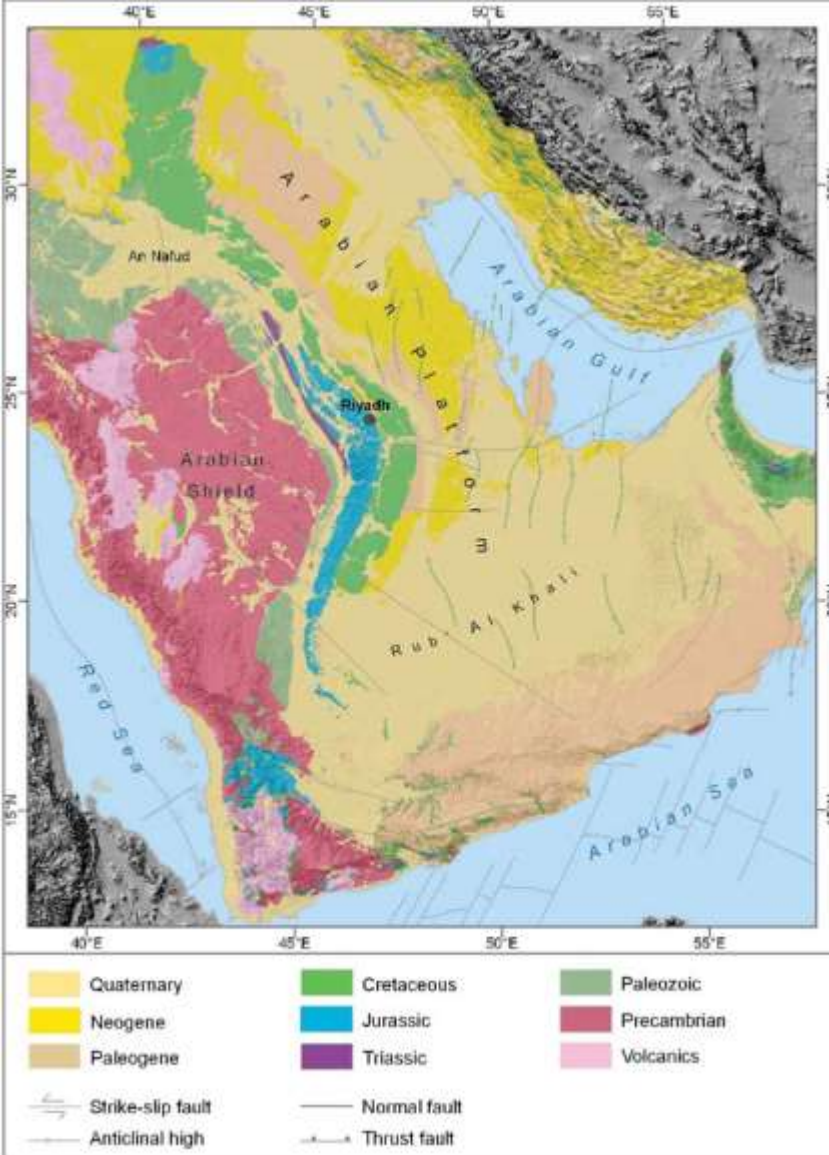 40°E 45°E 50°E 55°E
30°N
An Nafud
Arabian Platform
Arabian Gulf
25°N
Riyadh
Arabian
Shield
20°N
Rub' Al Khali
Red Sea
15°N
Arabian Sea
40°E 45°E 50°E 55°E
Quaternary Cretaceous Paleozoic
Neogene Jurassic Precambrian
Paleogene Triassic Volcanics
Strike-slip fault Normal fault
Anticlinal high Thrust fault